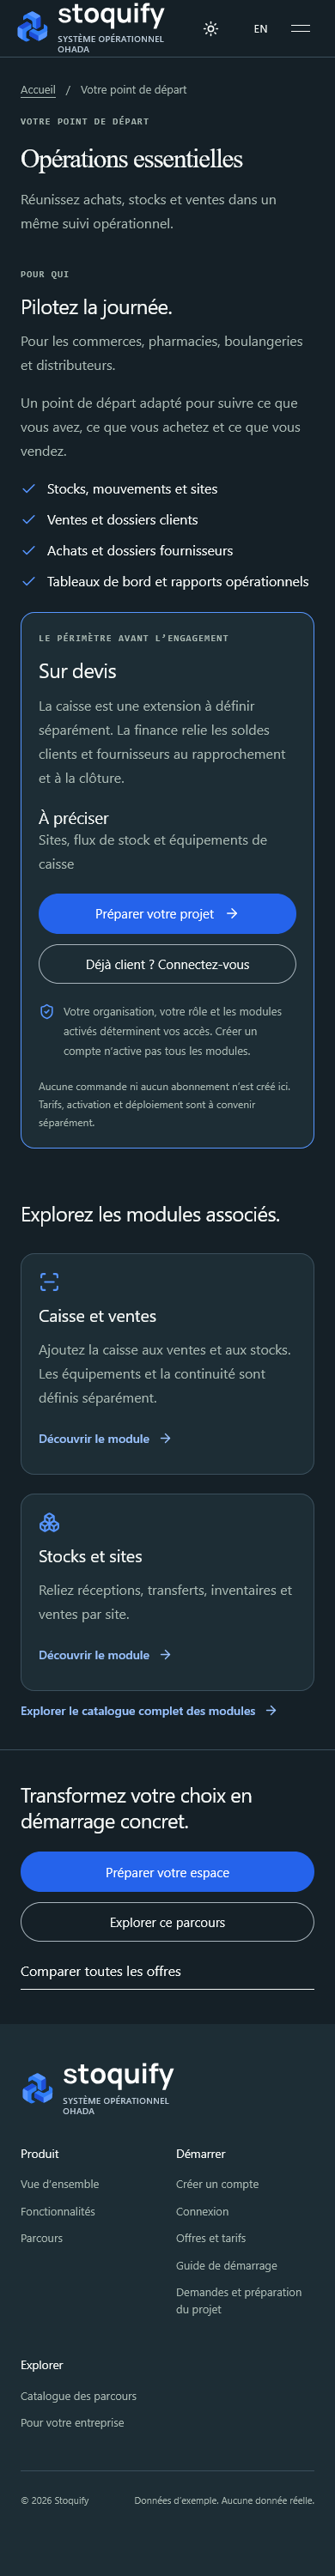 stoquify
SYSTÈME OPÉRATIONNEL
OHADA
EN
Accueil / Votre point de départ
VOTRE POINT DE DÉPART
Opérations essentielles
Réunissez achats, stocks et ventes dans un
même suivi opérationnel.
POUR QUI
Pilotez la journée.
Pour les commerces, pharmacies, boulangeries
et distributeurs.
Un point de départ adapté pour suivre ce que
vous avez, ce que vous achetez et ce que vous
vendez.
Stocks, mouvements et sites
Ventes et dossiers clients
Achats et dossiers fournisseurs
Tableaux de bord et rapports opérationnels
LE PÉRIMÈTRE AVANT L’ENGAGEMENT
Sur devis
La caisse est une extension à définir
séparément. La finance relie les soldes
clients et fournisseurs au rapprochement
et à la clôture.
À préciser
Sites, flux de stock et équipements de
caisse
Préparer votre projet
Déjà client ? Connectez-vous
Votre organisation, votre rôle et les modules
activés déterminent vos accès. Créer un
compte n’active pas tous les modules.
Aucune commande ni aucun abonnement n’est créé ici.
Tarifs, activation et déploiement sont à convenir
séparément.
Explorez les modules associés.
Caisse et ventes
Ajoutez la caisse aux ventes et aux stocks.
Les équipements et la continuité sont
définis séparément.
Découvrir le module
Stocks et sites
Reliez réceptions, transferts, inventaires et
ventes par site.
Découvrir le module
Explorer le catalogue complet des modules
Transformez votre choix en
démarrage concret.
Préparer votre espace
Explorer ce parcours
Comparer toutes les offres
stoquify
SYSTÈME OPÉRATIONNEL
OHADA
Produit
Vue d’ensemble
Fonctionnalités
Parcours
Démarrer
Créer un compte
Connexion
Offres et tarifs
Guide de démarrage
Demandes et préparation
du projet
Explorer
Catalogue des parcours
Pour votre entreprise
© 2026 Stoquify
Données d’exemple. Aucune donnée réelle.